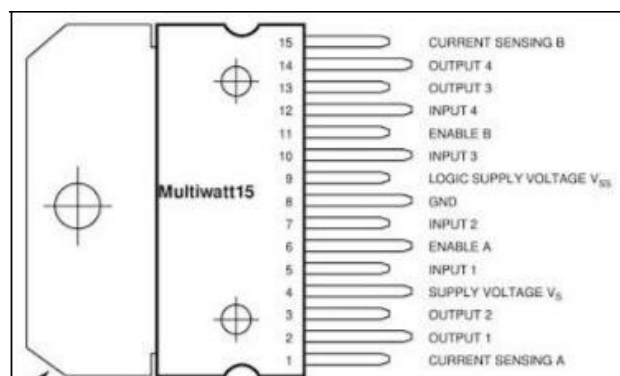 15 CURRENT SENSING B
14 OUTPUT 4
13 OUTPUT 3
12 INPUT 4
11 ENABLE B
10 INPUT 3
9 LOGIC SUPPLY VOLTAGE VSS
Multiwatt15
8 GND
7 INPUT 2
6 ENABLE A
5 INPUT 1
4 SUPPLY VOLTAGE VS
3 OUTPUT 2
2 OUTPUT 1
1 CURRENT SENSING A